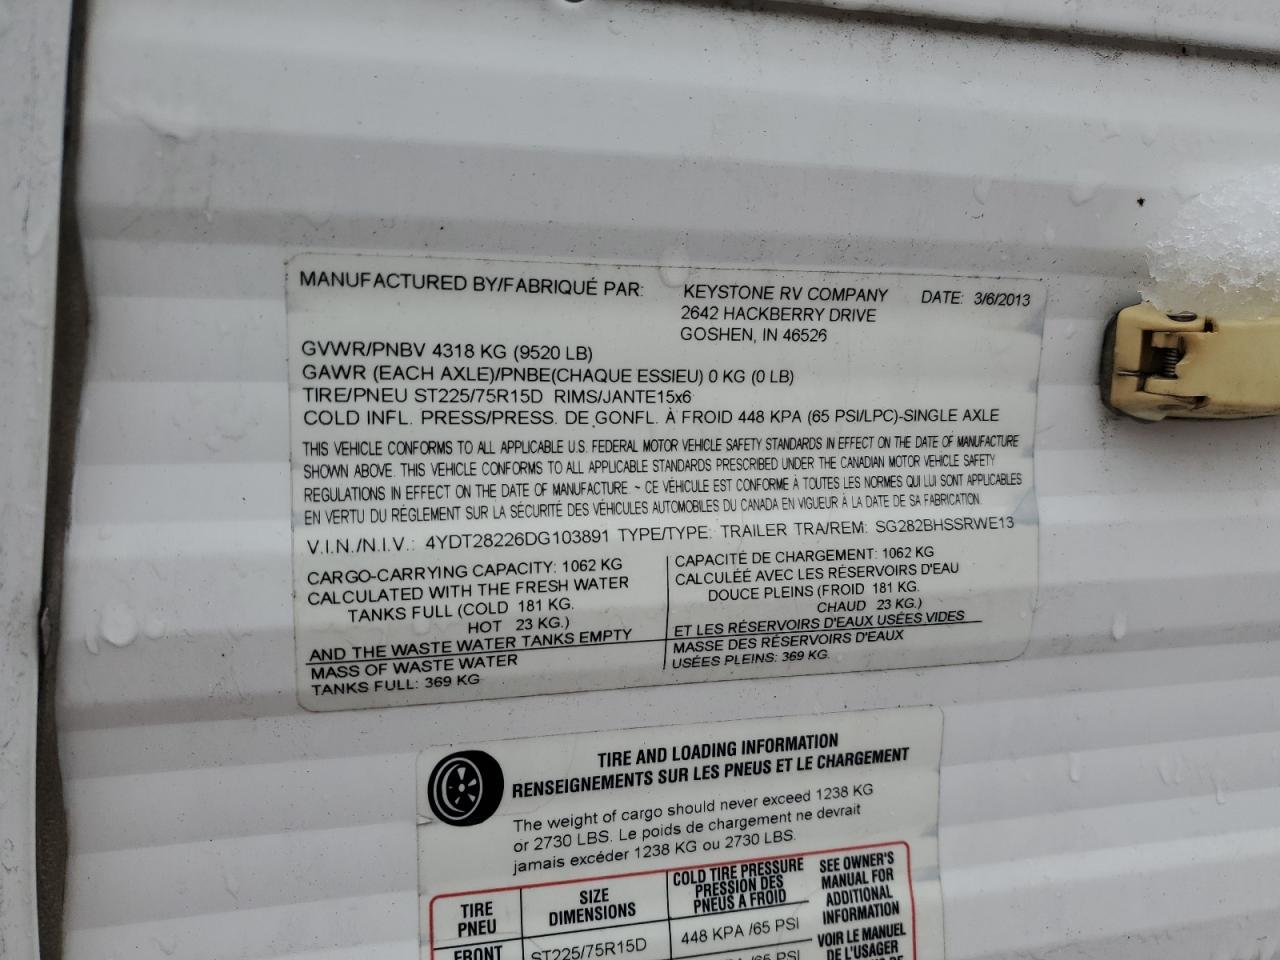 MANUFACTURED BY/FABRIQUÉ PAR: KEYSTONE RV COMPANY DATE: 3/6/2013
2642 HACKBERRY DRIVE
GOSHEN, IN 46526
GVWR/PNBV 4318 KG (9520 LB)
GAWR (EACH AXLE)/PNBE(CHAQUE ESSIEU) 0 KG (0 LB)
TIRE/PNEU ST225/75R15D RIMS/JANTE15x6
COLD INFL. PRESS/PRESS. DE GONFL. À FROID 448 KPA (65 PSI/LPC)-SINGLE AXLE
THIS VEHICLE CONFORMS TO ALL APPLICABLE U.S. FEDERAL MOTOR VEHICLE SAFETY STANDARDS IN EFFECT ON THE DATE OF MANUFACTURE
SHOWN ABOVE. THIS VEHICLE CONFORMS TO ALL APPLICABLE STANDARDS PRESCRIBED UNDER THE CANADIAN MOTOR VEHICLE SAFETY
REGULATIONS IN EFFECT ON THE DATE OF MANUFACTURE. ~ CE VÉHICULE EST CONFORME À TOUTES LES NORMES QUI LUI SONT APPLICABLES
EN VERTU DU RÈGLEMENT SUR LA SÉCURITÉ DES VÉHICULES AUTOMOBILES DU CANADA EN VIGUEUR À LA DATE DE SA FABRICATION.
V.I.N./N.I.V.: 4YDT28226DG103891 TYPE/TYPE: TRAILER TRA/REM: SG282BHSSRWE13
CARGO-CARRYING CAPACITY: 1062 KG
CALCULATED WITH THE FRESH WATER
TANKS FULL (COLD 181 KG.
HOT 23 KG.)
AND THE WASTE WATER TANKS EMPTY
MASS OF WASTE WATER
TANKS FULL: 369 KG
CAPACITÉ DE CHARGEMENT: 1062 KG
CALCULÉE AVEC LES RÉSERVOIRS D'EAU
DOUCE PLEINS (FROID 181 KG.
CHAUD 23 KG.)
ET LES RÉSERVOIRS D'EAUX USÉES VIDES
MASSE DES RÉSERVOIRS D'EAUX
USÉES PLEINS: 369 KG.
TIRE AND LOADING INFORMATION
RENSEIGNEMENTS SUR LES PNEUS ET LE CHARGEMENT
The weight of cargo should never exceed 1238 KG
or 2730 LBS. Le poids de chargement ne devrait
jamais excéder 1238 KG ou 2730 LBS.
TIRE
PNEU
SIZE
DIMENSIONS
COLD TIRE PRESSURE
PRESSION DES
PNEUS A FROID
SEE OWNER'S
MANUAL FOR
ADDITIONAL
INFORMATION
FRONT ST225/75R15D 448 KPA /65 PSI
VOIR LE MANUEL
DE L'USAGER
/65 PSI